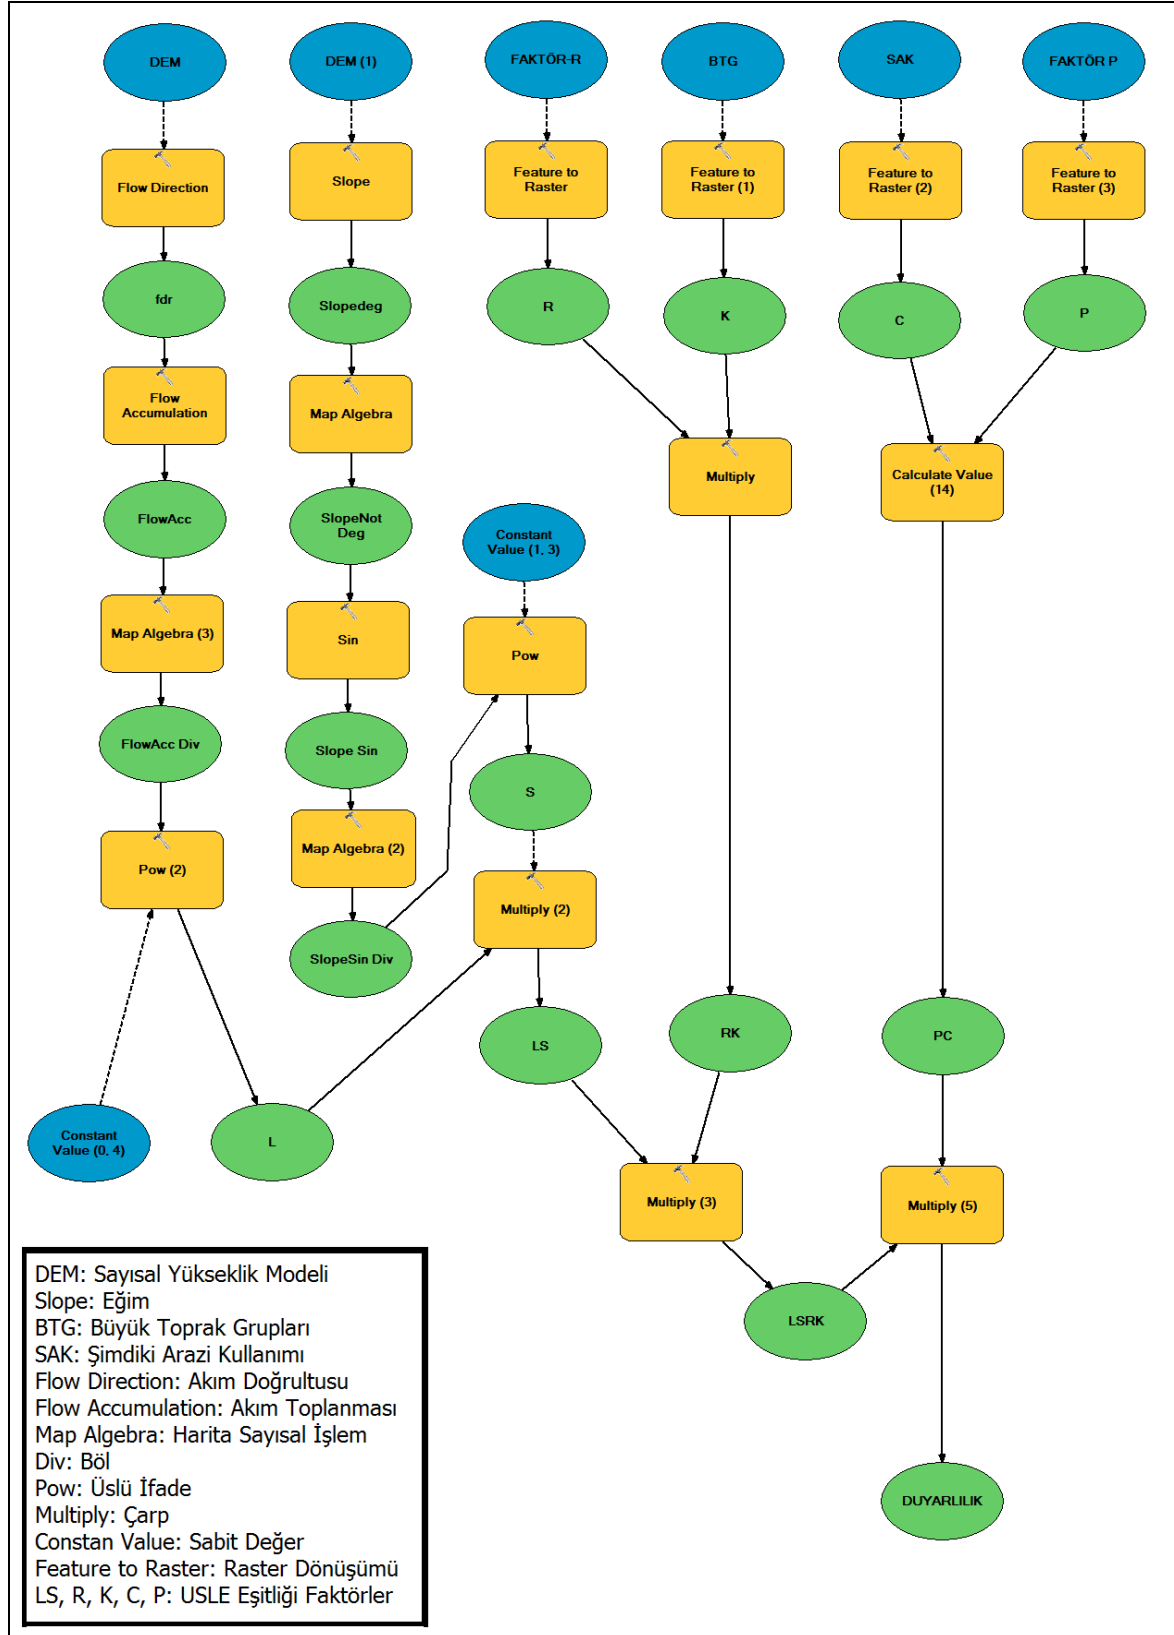 DEM
DEM (1)
FAKTÖR-R
BTG
SAK
FAKTÖR P
Flow Direction
Slope
Feature to
Raster
Feature to
Raster (1)
Feature to
Raster (2)
Feature to
Raster (3)
fdr
Slopedeg
R
K
C
P
Flow
Accumulation
Map Algebra
Multiply
Calculate Value
(14)
FlowAcc
SlopeNot
Deg
Constant
Value (1, 3)
Map Algebra (3)
Sin
Pow
FlowAcc Div
Slope Sin
S
Pow (2)
Map Algebra (2)
Multiply (2)
SlopeSin Div
LS
RK
PC
Constant
Value (0, 4)
L
Multiply (3)
Multiply (5)
LSRK
DUYARLILIK
DEM: Sayısal Yükseklik Modeli
Slope: Eğim
BTG: Büyük Toprak Grupları
SAK: Şimdiki Arazi Kullanımı
Flow Direction: Akım Doğrultusu
Flow Accumulation: Akım Toplanması
Map Algebra: Harita Sayısal İşlem
Div: Böl
Pow: Üslü İfade
Multiply: Çarp
Constan Value: Sabit Değer
Feature to Raster: Raster Dönüşümü
LS, R, K, C, P: USLE Eşitliği Faktörler